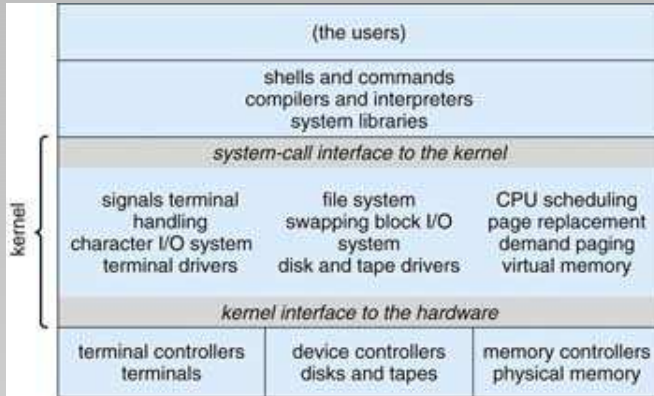 (the users)
shells and commands
compilers and interpreters
system libraries
system-call interface to the kernel
kernel
signals terminal
handling
character I/O system
terminal drivers
file system
swapping block I/O
system
disk and tape drivers
CPU scheduling
page replacement
demand paging
virtual memory
kernel interface to the hardware
terminal controllers
terminals
device controllers
disks and tapes
memory controllers
physical memory